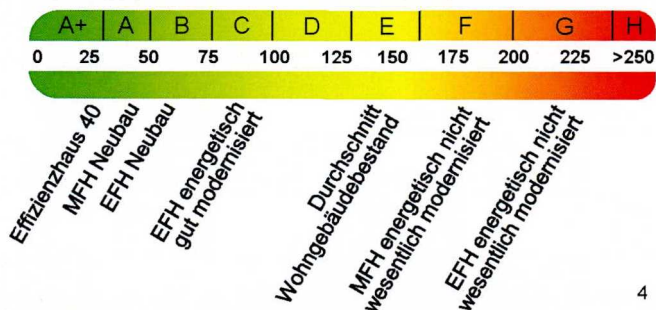 A+ A B C D E F G H
0 25 50 75 100 125 150 175 200 225 >250
Effizienzhaus 40
MFH Neubau
EFH Neubau
EFH energetisch
gut modernisiert
Durchschnitt
Wohngebäudebestand
MFH energetisch nicht
wesentlich modernisiert
EFH energetisch nicht
wesentlich modernisiert
4